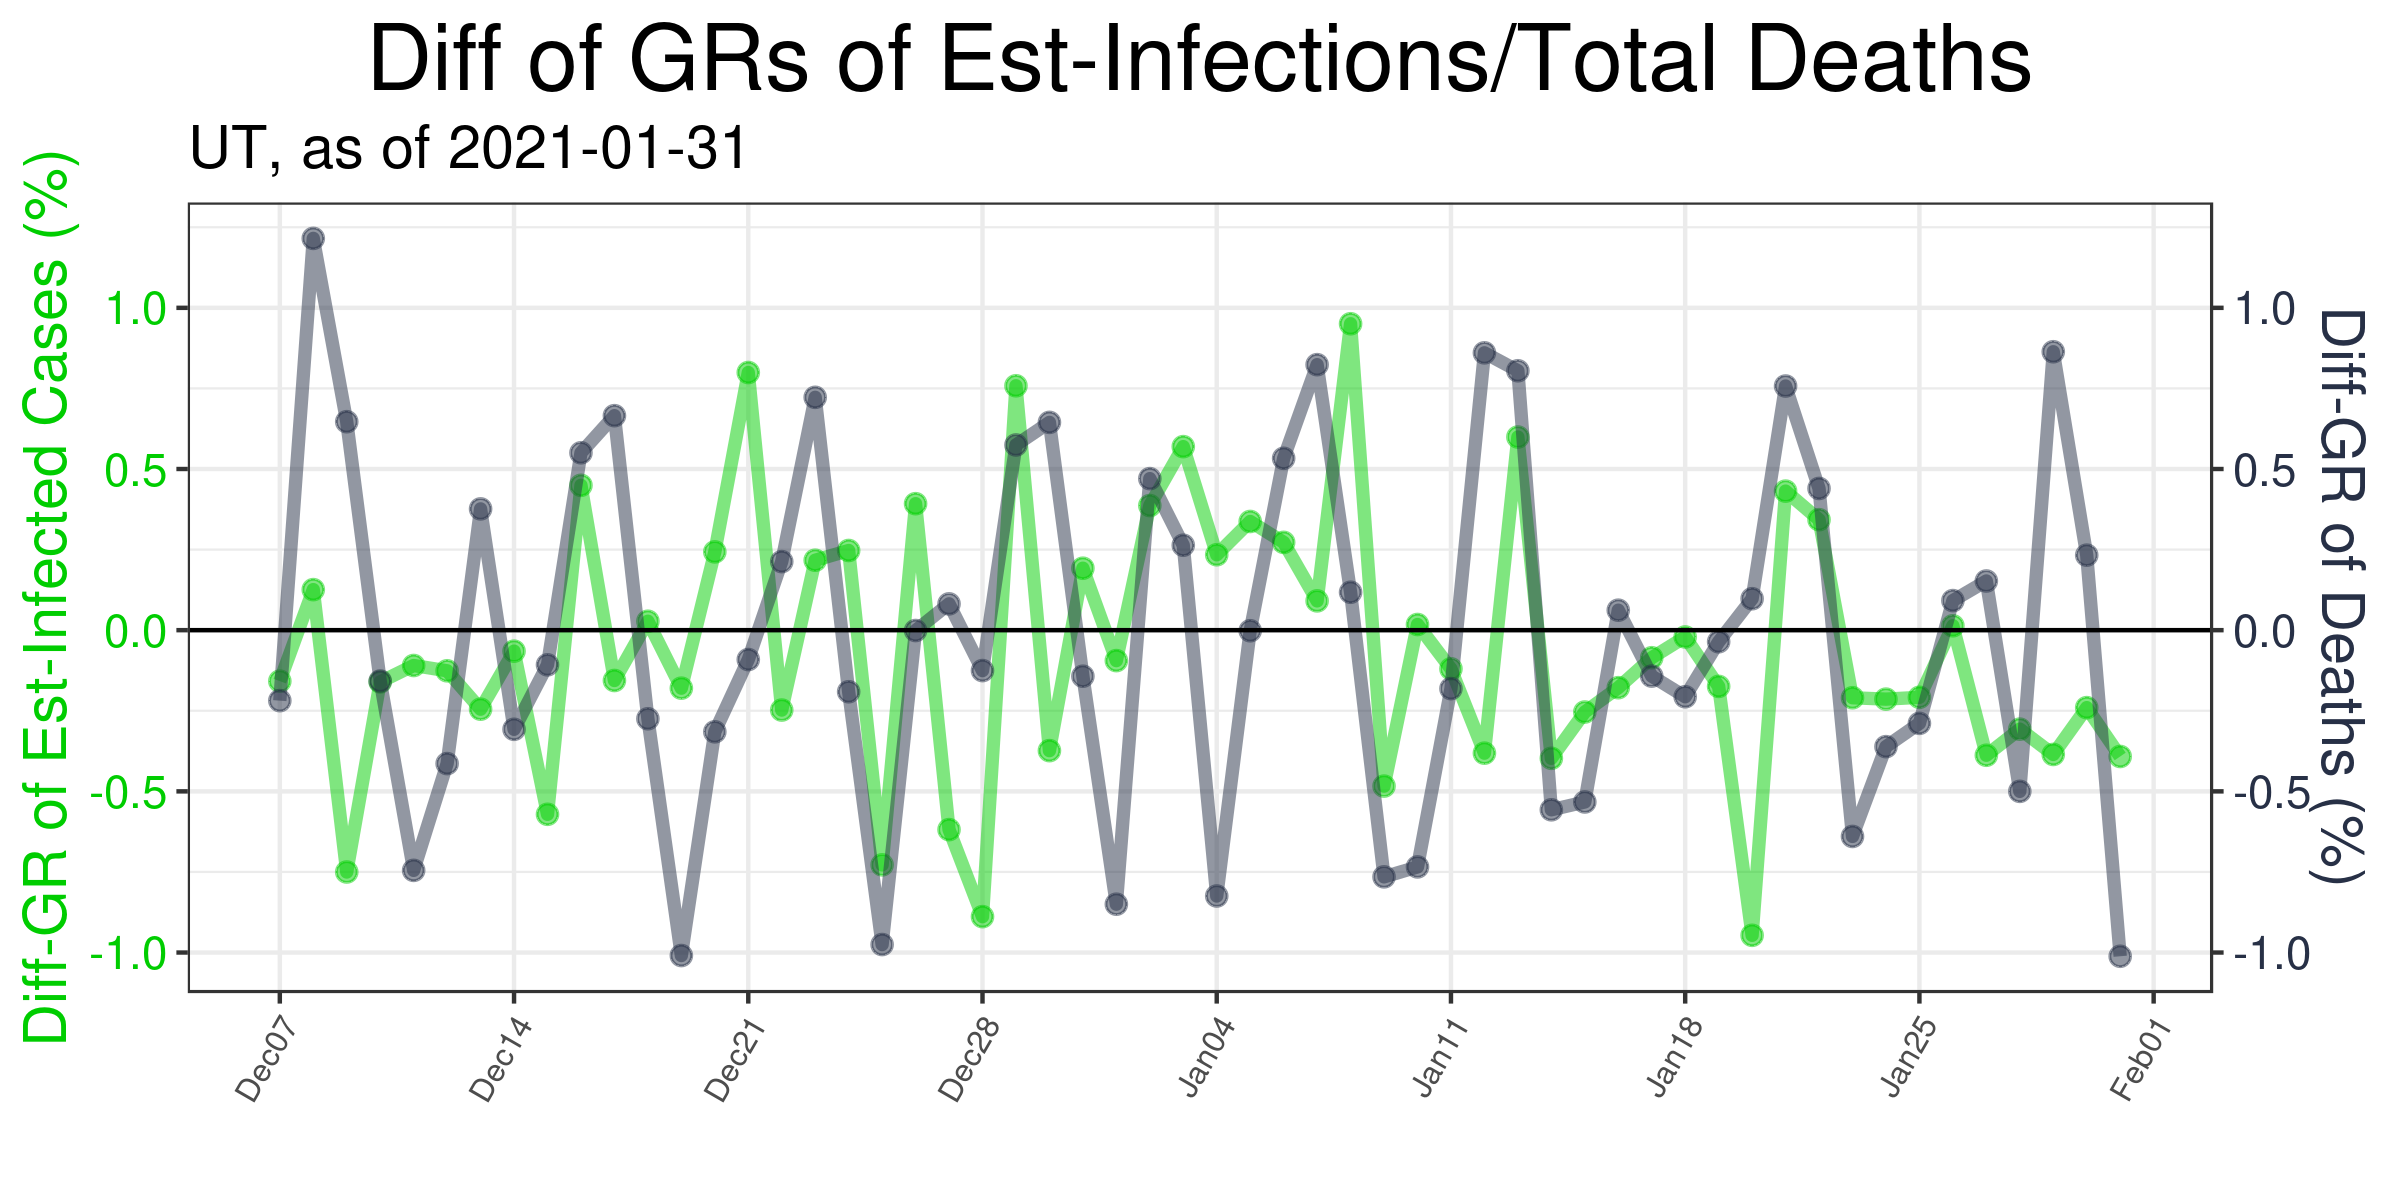 Diff of GRs of Est-Infections/Total Deaths
UT, as of 2021-01-31
Diff-GR of Est-Infected Cases (%)
1.0
0.5
0.0
-0.5
-1.0
1.0
0.5
0.0
-0.5
-1.0
Diff-GR of Deaths (%)
Dec07
Dec14
Dec21
Dec28
Jan04
Jan11
Jan18
Jan25
Feb01